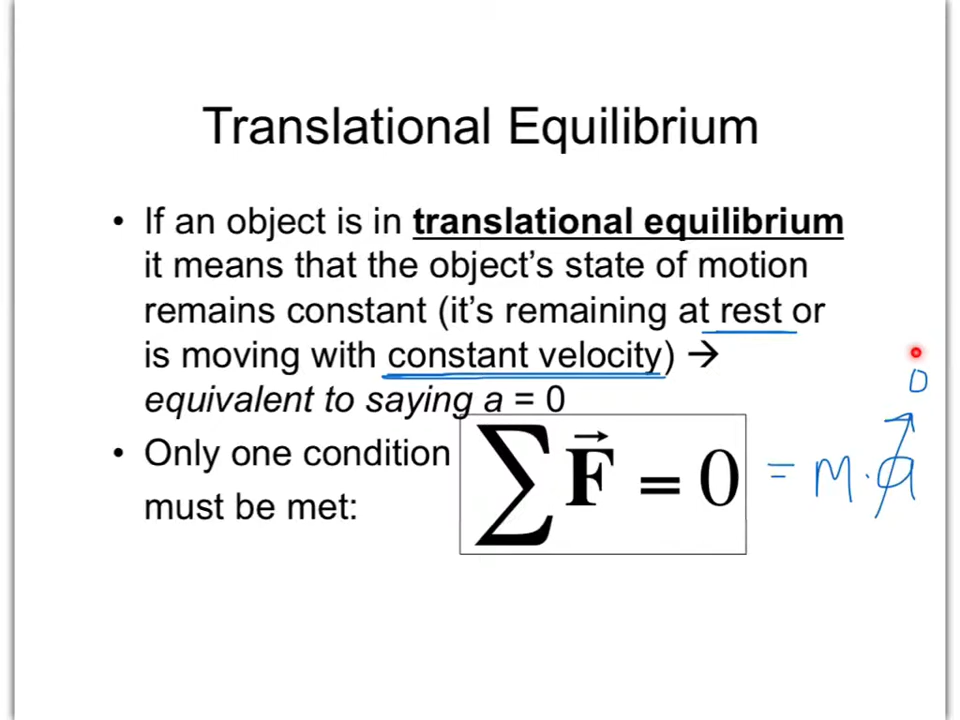 Translational Equilibrium
• If an object is in translational equilibrium
it means that the object's state of motion
remains constant (it's remaining at rest or
is moving with constant velocity) →
equivalent to saying a = 0
• Only one condition
must be met:
∑F⃗ = 0 = m·a
0